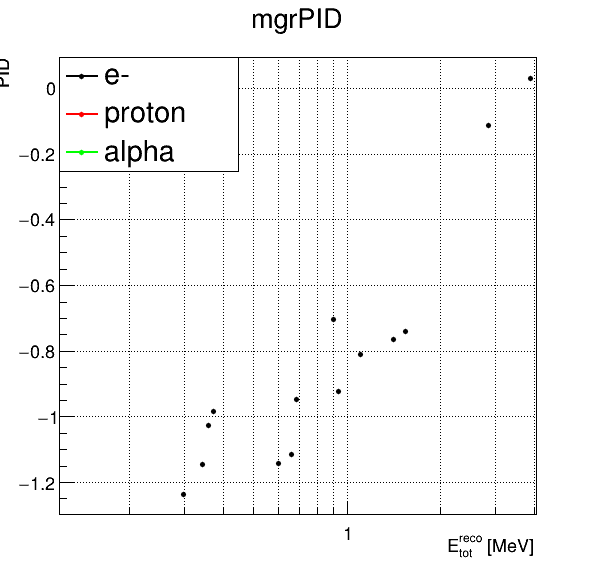 mgrPID
PID
e-
proton
alpha
0
−0.2
−0.4
−0.6
−0.8
−1
−1.2
1
E_tot^reco [MeV]